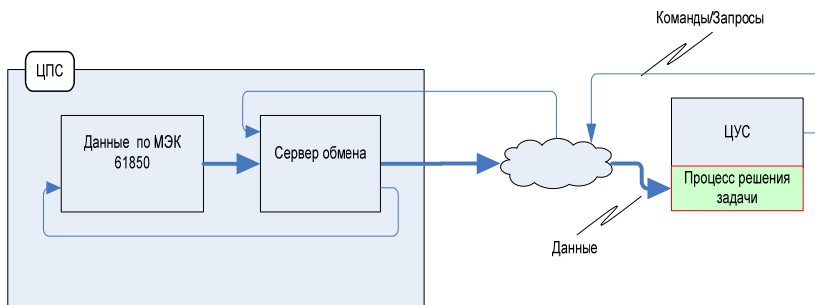 Команды/Запросы
ЦПС
Данные по МЭК
61850
Сервер обмена
ЦУС
Процесс решения
задачи
Данные